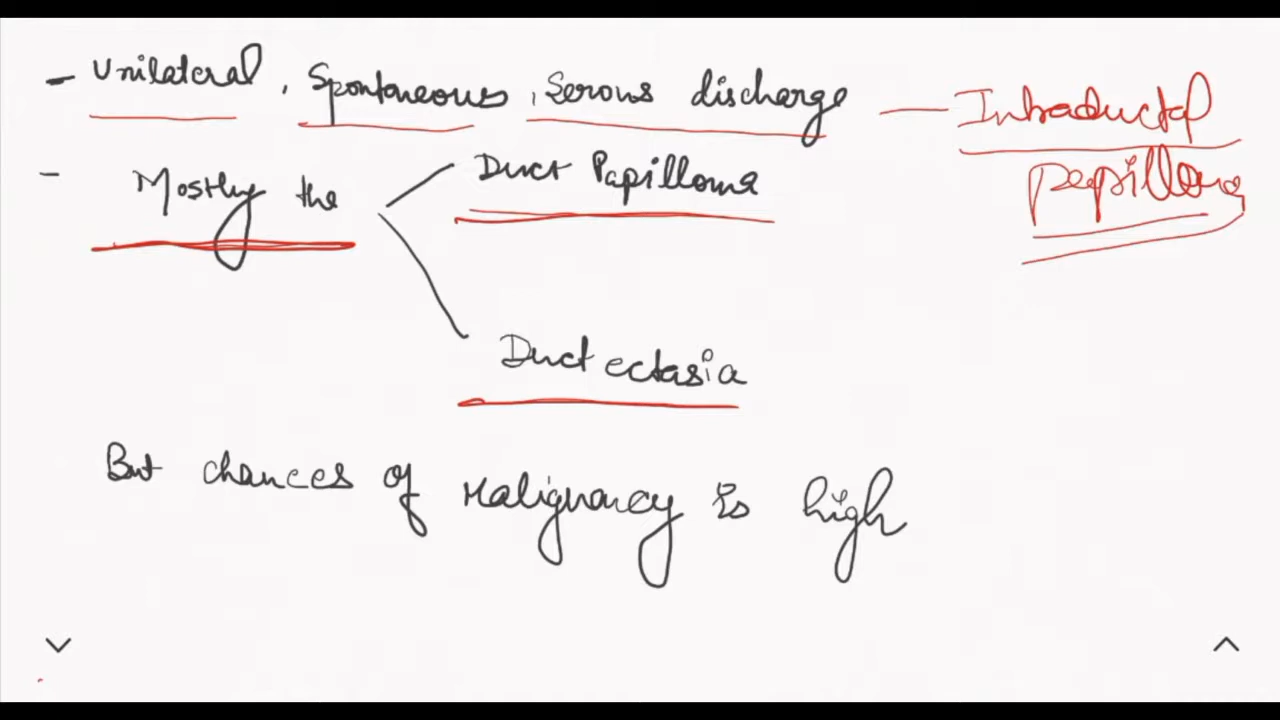 - Unilateral, Spontaneous, Serous discharge — Intraductal
papilloma
- Mostly the
Duct Papilloma
Duct ectasia
But chances of Malignancy is high